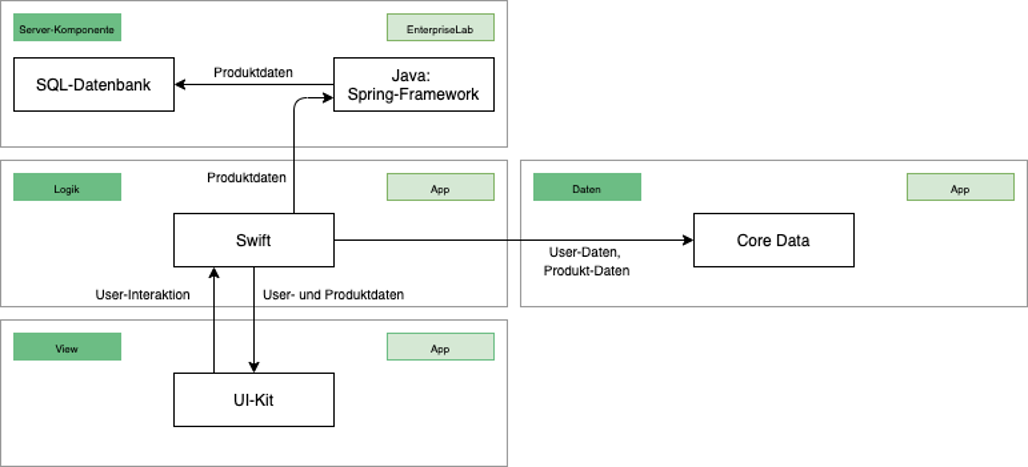 Server-Komponente
EnterpriseLab
SQL-Datenbank
Produktdaten
Java:
Spring-Framework
Produktdaten
Logik
App
Swift
User-Interaktion
User- und Produktdaten
Daten
App
User-Daten,
Produkt-Daten
Core Data
View
App
UI-Kit